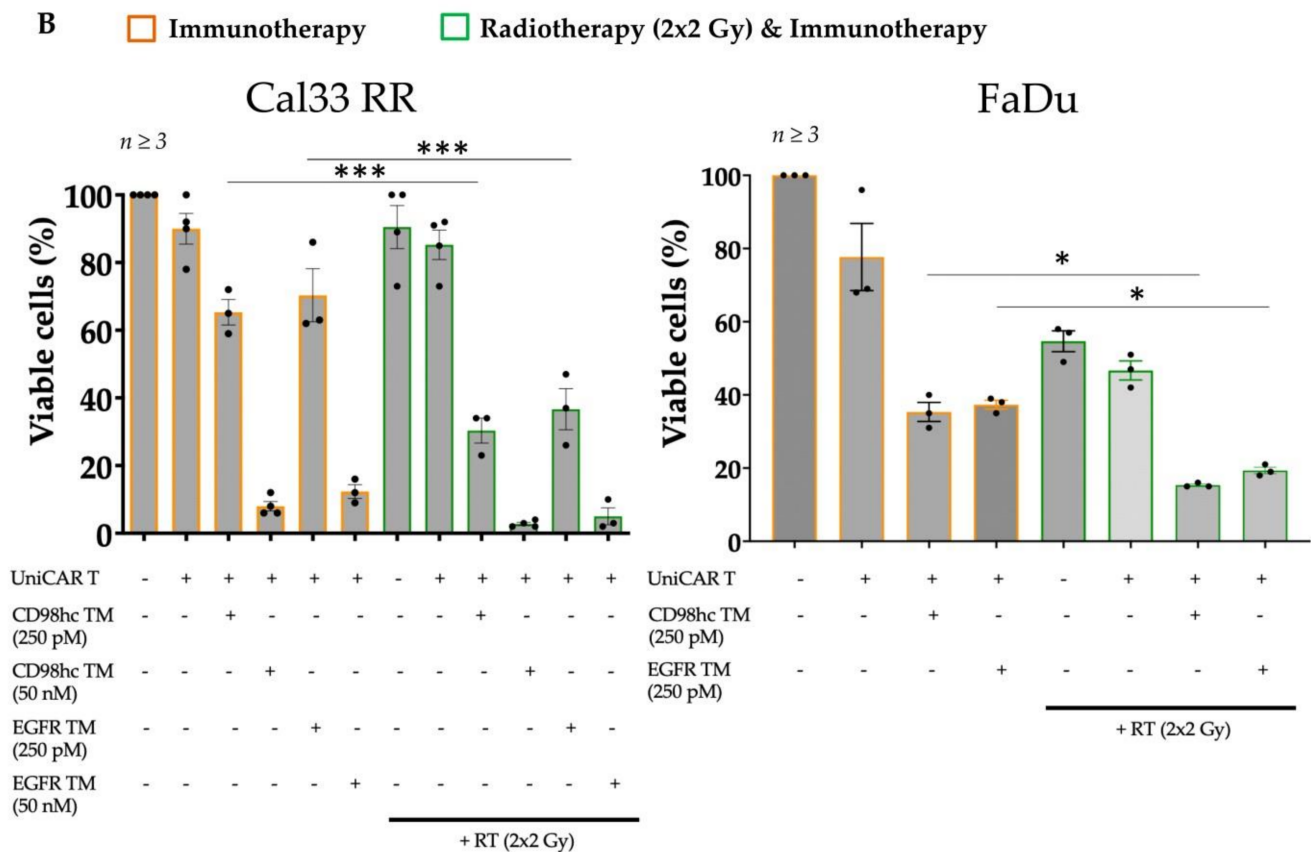 B
Immunotherapy
Radiotherapy (2x2 Gy) & Immunotherapy
Cal33 RR
n ≥ 3
***
***
Viable cells (%)
100
80
60
40
20
0
UniCAR T - + + + + + - + + + + +
CD98hc TM - - + - - - - - + - - -
(250 pM)
CD98hc TM - - - + - - - - - + - -
(50 nM)
EGFR TM - - - - + - - - - - + -
(250 pM)
EGFR TM - - - - - + - - - - - +
(50 nM)
+ RT (2x2 Gy)
FaDu
n ≥ 3
*
*
Viable cells (%)
100
80
60
40
20
0
UniCAR T - + + + - + + +
CD98hc TM - - + - - - + -
(250 pM)
EGFR TM - - - + - - - +
(250 pM)
+ RT (2x2 Gy)